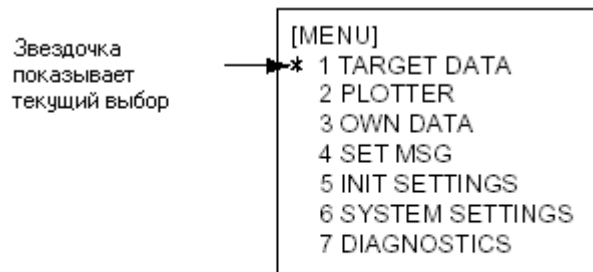 Звездочка
показывает
текущий выбор
[MENU]
* 1 TARGET DATA
2 PLOTTER
3 OWN DATA
4 SET MSG
5 INIT SETTINGS
6 SYSTEM SETTINGS
7 DIAGNOSTICS